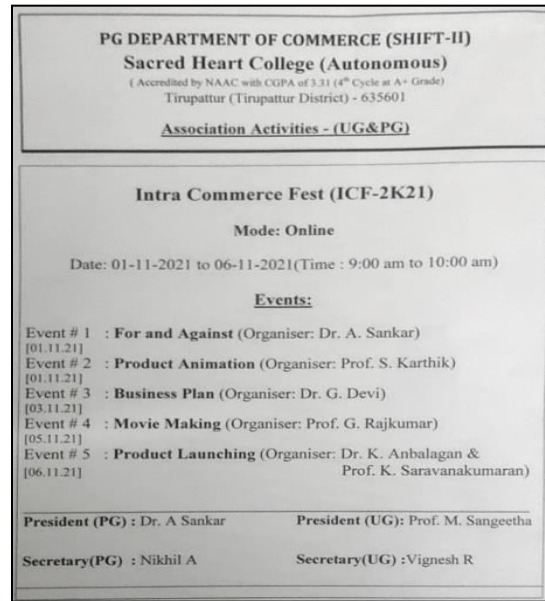 PG DEPARTMENT OF COMMERCE (SHIFT-II)
Sacred Heart College (Autonomous)
( Accredited by NAAC with CGPA of 3.31 (4th Cycle at A+ Grade)
Tirupattur (Tirupattur District) - 635601
Association Activities - (UG&PG)
Intra Commerce Fest (ICF-2K21)
Mode: Online
Date: 01-11-2021 to 06-11-2021(Time : 9:00 am to 10:00 am)
Events:
Event # 1 : For and Against (Organiser: Dr. A. Sankar)
[01.11.21]
Event # 2 : Product Animation (Organiser: Prof. S. Karthik)
[01.11.21]
Event # 3 : Business Plan (Organiser: Dr. G. Devi)
[03.11.21]
Event # 4 : Movie Making (Organiser: Prof. G. Rajkumar)
[05.11.21]
Event # 5 : Product Launching (Organiser: Dr. K. Anbalagan &
[06.11.21] Prof. K. Saravanakumaran)
President (PG) : Dr. A Sankar President (UG): Prof. M. Sangeetha
Secretary(PG) : Nikhil A Secretary(UG) :Vignesh R